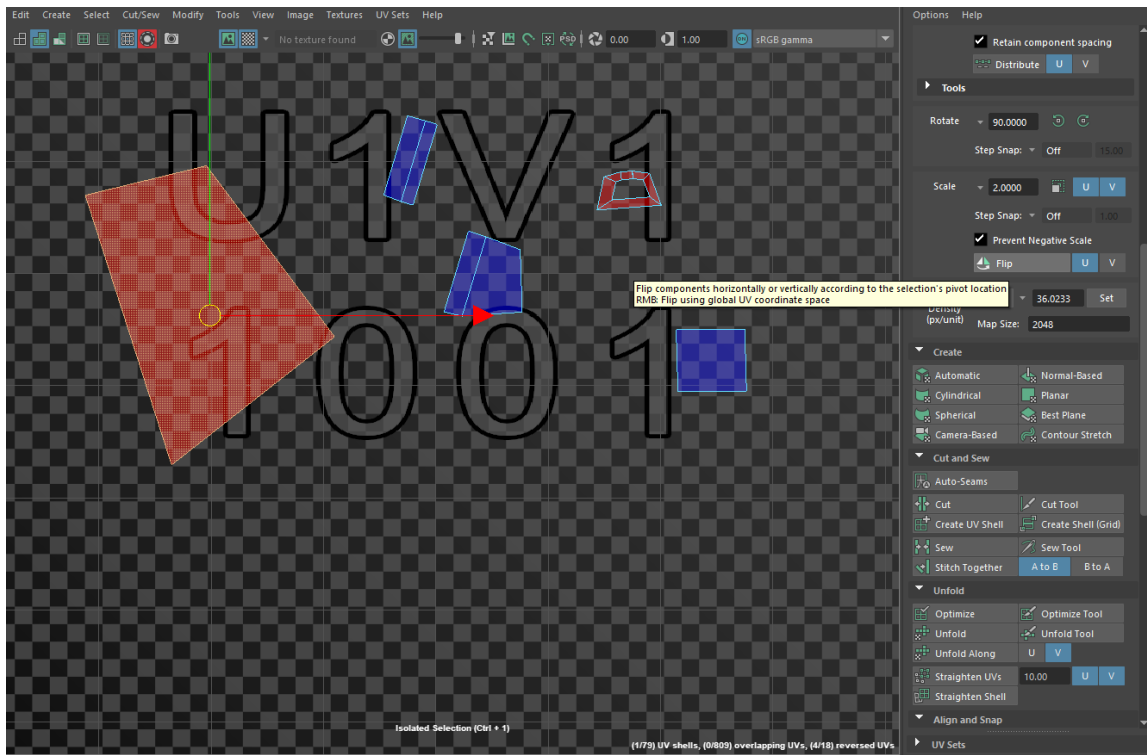 Edit Create Select Cut/Sew Modify Tools View Image Textures UV Sets Help
No texture found 0.00 1.00 sRGB gamma
U1V1
1001
Isolated Selection (Ctrl + 1)
(1/79) UV shells, (0/809) overlapping UVs, (4/18) reversed UVs
Options Help
Retain component spacing
Distribute U V
Tools
Rotate 90.0000
Step Snap: Off 15.00
Scale 2.0000 U V
Step Snap: Off 1.00
Prevent Negative Scale
Flip U V
Flip components horizontally or vertically according to the selection's pivot location
RMB: Flip using global UV coordinate space
36.0233 Set
(px/unit) Map Size: 2048
Create
Automatic Normal-Based
Cylindrical Planar
Spherical Best Plane
Camera-Based Contour Stretch
Cut and Sew
Auto-Seams
Cut Cut Tool
Create UV Shell Create Shell (Grid)
Sew Sew Tool
Stitch Together A to B B to A
Unfold
Optimize Optimize Tool
Unfold Unfold Tool
Unfold Along U V
Straighten UVs 10.00 U V
Straighten Shell
Align and Snap
UV Sets